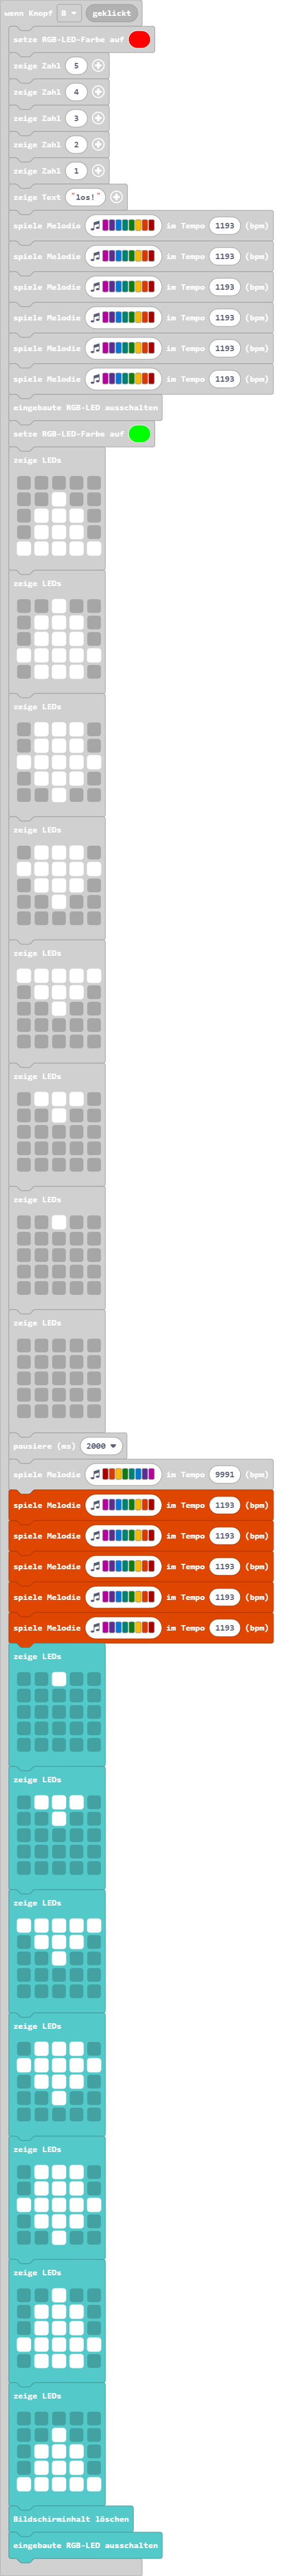 wenn Knopf B geklickt
setze RGB-LED-Farbe auf
zeige Zahl 5
zeige Zahl 4
zeige Zahl 3
zeige Zahl 2
zeige Zahl 1
zeige Text "los!"
spiele Melodie im Tempo 1193 (bpm)
spiele Melodie im Tempo 1193 (bpm)
spiele Melodie im Tempo 1193 (bpm)
spiele Melodie im Tempo 1193 (bpm)
spiele Melodie im Tempo 1193 (bpm)
spiele Melodie im Tempo 1193 (bpm)
eingebaute RGB-LED ausschalten
setze RGB-LED-Farbe auf
zeige LEDs
zeige LEDs
zeige LEDs
zeige LEDs
zeige LEDs
zeige LEDs
zeige LEDs
zeige LEDs
pausiere (ms) 2000
spiele Melodie im Tempo 9991 (bpm)
spiele Melodie im Tempo 1193 (bpm)
spiele Melodie im Tempo 1193 (bpm)
spiele Melodie im Tempo 1193 (bpm)
spiele Melodie im Tempo 1193 (bpm)
spiele Melodie im Tempo 1193 (bpm)
zeige LEDs
zeige LEDs
zeige LEDs
zeige LEDs
zeige LEDs
zeige LEDs
zeige LEDs
Bildschirminhalt löschen
eingebaute RGB-LED ausschalten